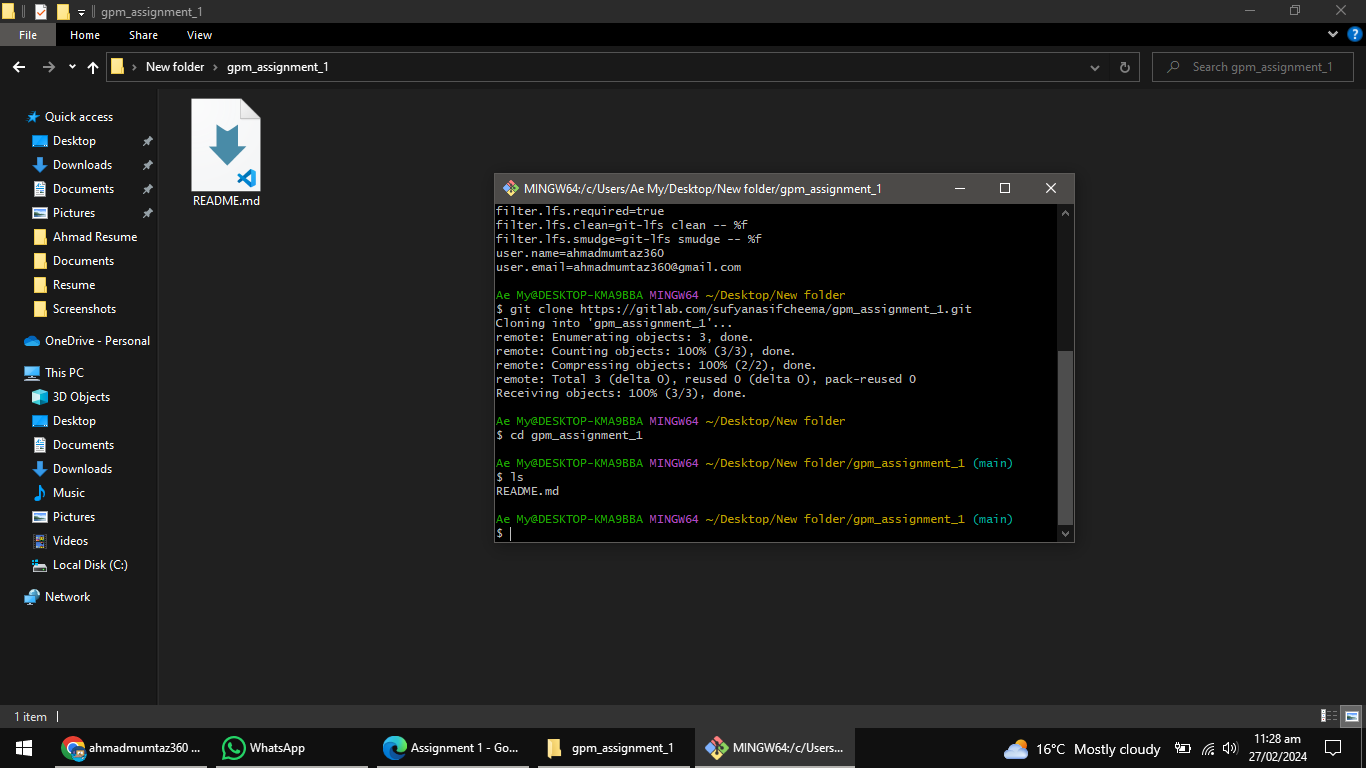 gpm_assignment_1
File Home Share View
New folder gpm_assignment_1
Search gpm_assignment_1
Quick access
Desktop
Downloads
Documents
Pictures
Ahmad Resume
Documents
Resume
Screenshots
OneDrive - Personal
This PC
3D Objects
Desktop
Documents
Downloads
Music
Pictures
Videos
Local Disk (C:)
Network
README.md
MINGW64:/c/Users/Ae My/Desktop/New folder/gpm_assignment_1
filter.lfs.required=true
filter.lfs.clean=git-lfs clean -- %f
filter.lfs.smudge=git-lfs smudge -- %f
user.name=ahmadmumtaz360
user.email=ahmadmumtaz360@gmail.com
Ae My@DESKTOP-KMA9BBA MINGW64 ~/Desktop/New folder
$ git clone https://gitlab.com/sufyanasifcheema/gpm_assignment_1.git
Cloning into 'gpm_assignment_1'...
remote: Enumerating objects: 3, done.
remote: Counting objects: 100% (3/3), done.
remote: Compressing objects: 100% (2/2), done.
remote: Total 3 (delta 0), reused 0 (delta 0), pack-reused 0
Receiving objects: 100% (3/3), done.
Ae My@DESKTOP-KMA9BBA MINGW64 ~/Desktop/New folder
$ cd gpm_assignment_1
Ae My@DESKTOP-KMA9BBA MINGW64 ~/Desktop/New folder/gpm_assignment_1 (main)
$ ls
README.md
Ae My@DESKTOP-KMA9BBA MINGW64 ~/Desktop/New folder/gpm_assignment_1 (main)
$
1 item
ahmadmumtaz360 ...
WhatsApp
Assignment 1 - Go...
gpm_assignment_1
MINGW64:/c/Users...
16°C Mostly cloudy
11:28 am
27/02/2024